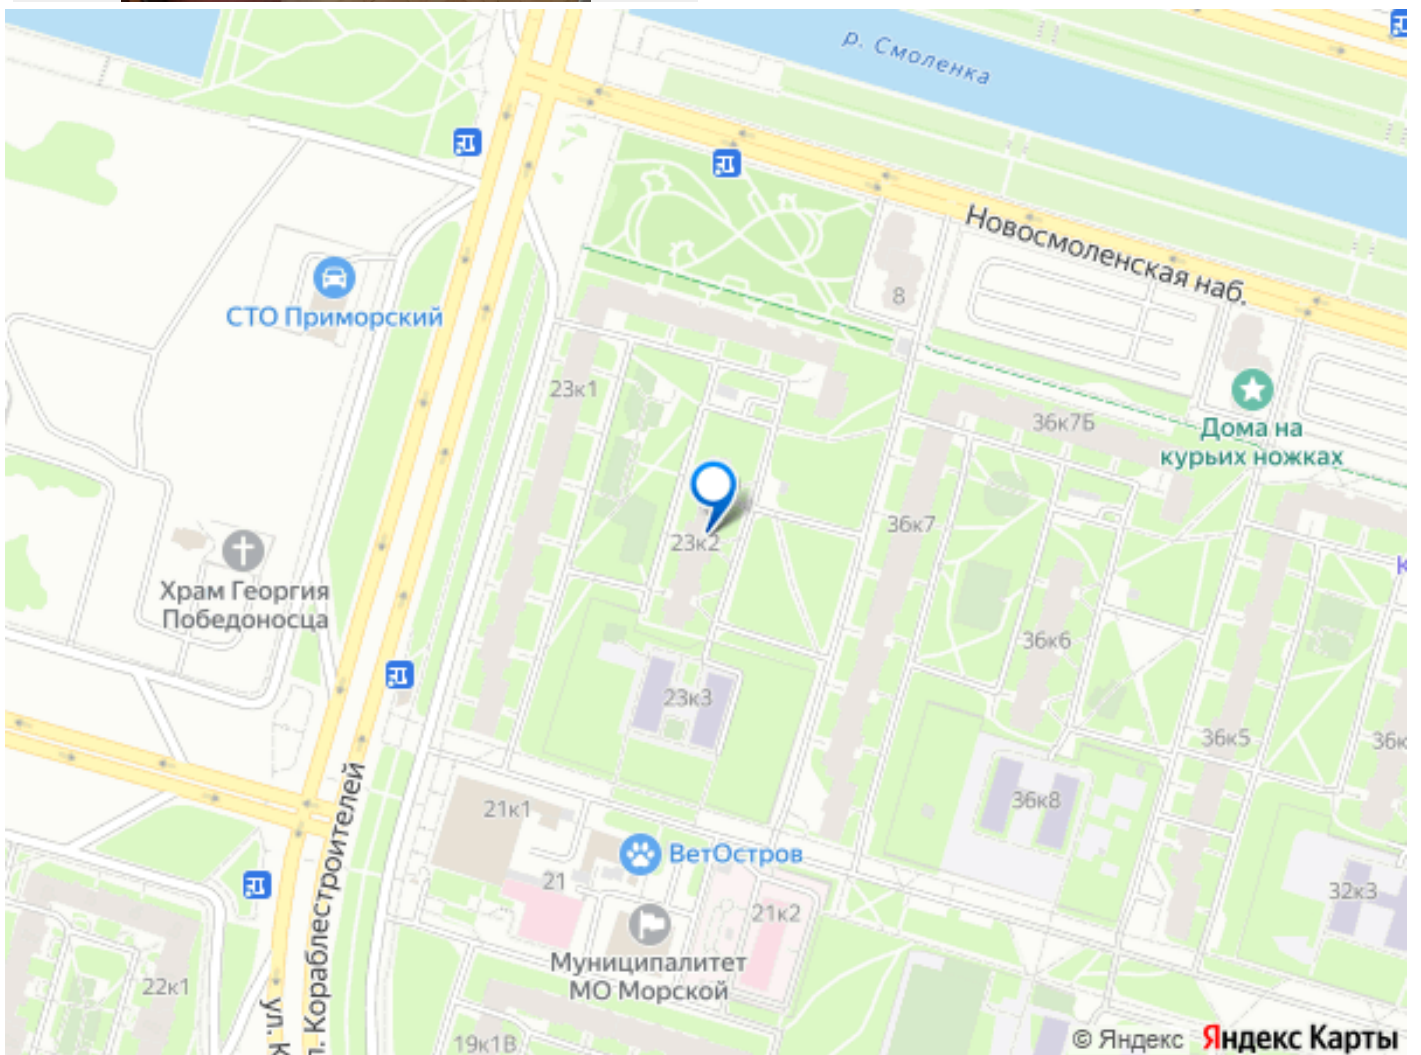 р. Смоленка
Новосмоленская наб.
СТО Приморский
8
23к1
36к7Б
Дома на
курьих ножках
36к7
23к2
К
Храм Георгия
Победоносца
36к6
23к3
36к5
36к
36к8
21к1
ВетОстров
21
32к3
21к2
Муниципалитет
МО Морской
22к1
ул. К
л. Кораблестроителей
19к1В
© Яндекс Яндекс Карты